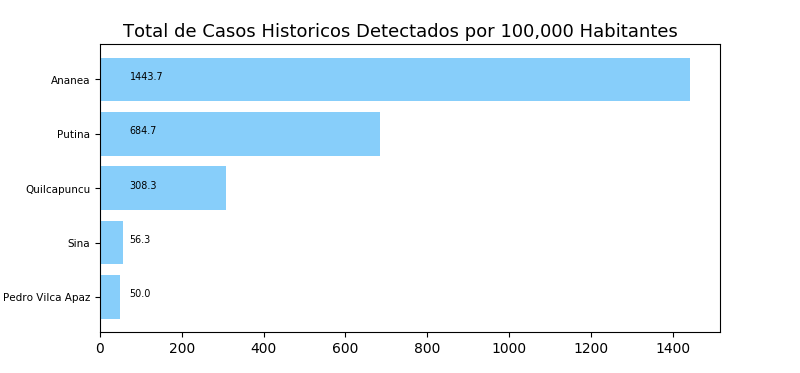 Total de Casos Historicos Detectados por 100,000 Habitantes
Ananea 1443.7
Putina 684.7
Quilcapuncu 308.3
Sina 56.3
Pedro Vilca Apaz 50.0
0 200 400 600 800 1000 1200 1400